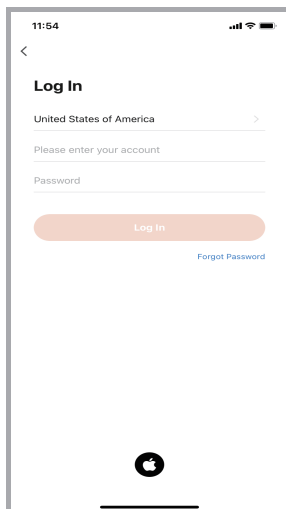 11:54
Log In
United States of America
Please enter your account
Password
Log In
Forgot Password